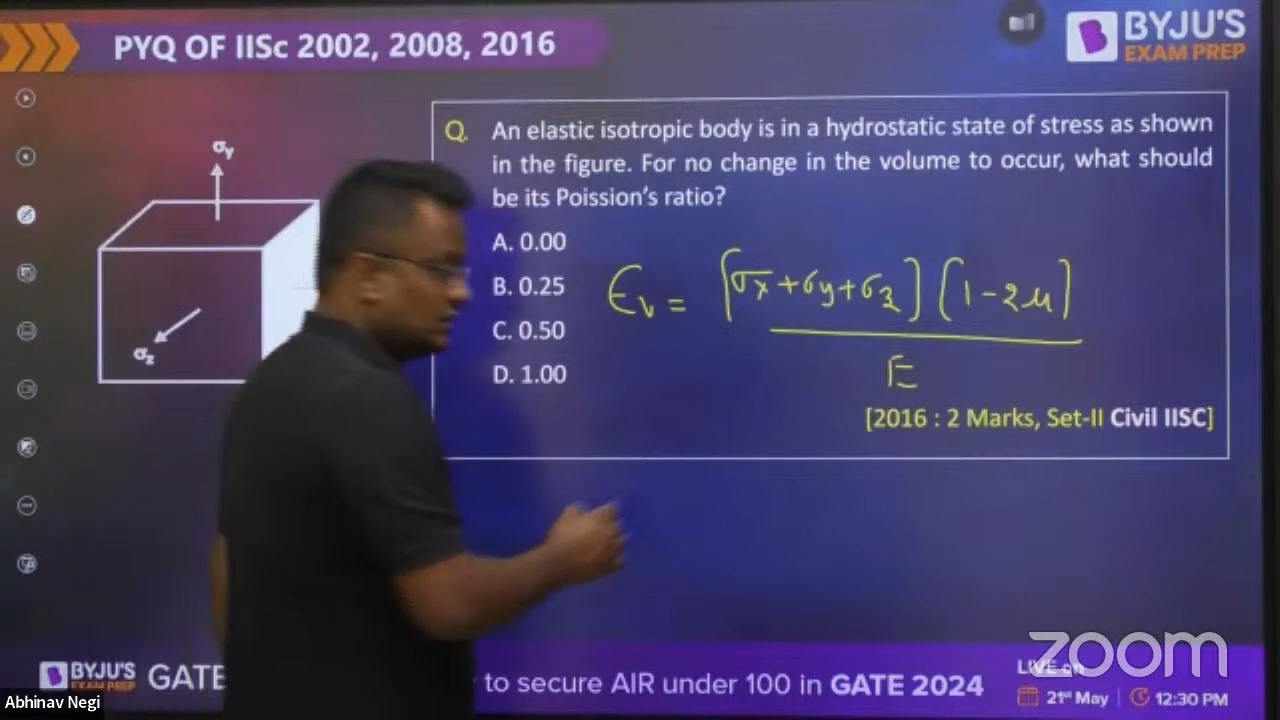 PYQ OF IISc 2002, 2008, 2016
BYJU'S
EXAM PREP
Q. An elastic isotropic body is in a hydrostatic state of stress as shown
in the figure. For no change in the volume to occur, what should
be its Poission's ratio?
A. 0.00
B. 0.25
C. 0.50
D. 1.00
σy
σz
Ev = [σx + σy + σz] [1 - 2μ]
E
[2016 : 2 Marks, Set-II Civil IISC]
zoom
BYJU'S
EXAM PREP
GATE
to secure AIR under 100 in GATE 2024
LIVE on
21st May | 12:30 PM
Abhinav Negi